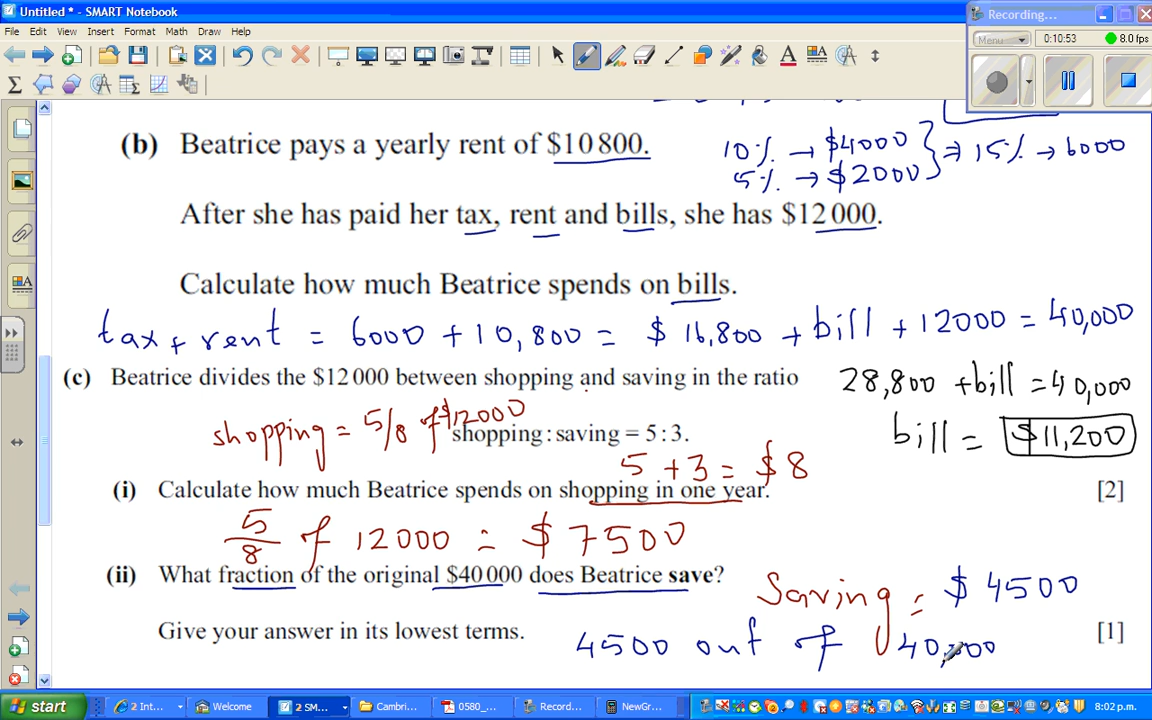 Untitled * - SMART Notebook
Recording...
File Edit View Insert Format Math Draw Help
Menu 0:10:53 8.0 fps
(b) Beatrice pays a yearly rent of $10 800.
10% → $4000 } ⇒ 15% → 6000
5% → $2000
After she has paid her tax, rent and bills, she has $12 000.
Calculate how much Beatrice spends on bills.
tax + rent = 6000 + 10,800 = $ 16,800 + bill + 12000 = 40,000
(c) Beatrice divides the $12 000 between shopping and saving in the ratio
28,800 + bill = 40,000
shopping = 5/8 of $12000
shopping : saving = 5 : 3.
bill = $11,200
5 + 3 = $ 8
(i) Calculate how much Beatrice spends on shopping in one year. [2]
5/8 of 12000 = $ 7500
(ii) What fraction of the original $40 000 does Beatrice save?
Saving = $ 4500
Give your answer in its lowest terms. [1]
4500 out of 40,000
start 2 Int... Welcome 2 SM... Cambri... 0580_... Record... NewGr... 8:02 p.m.